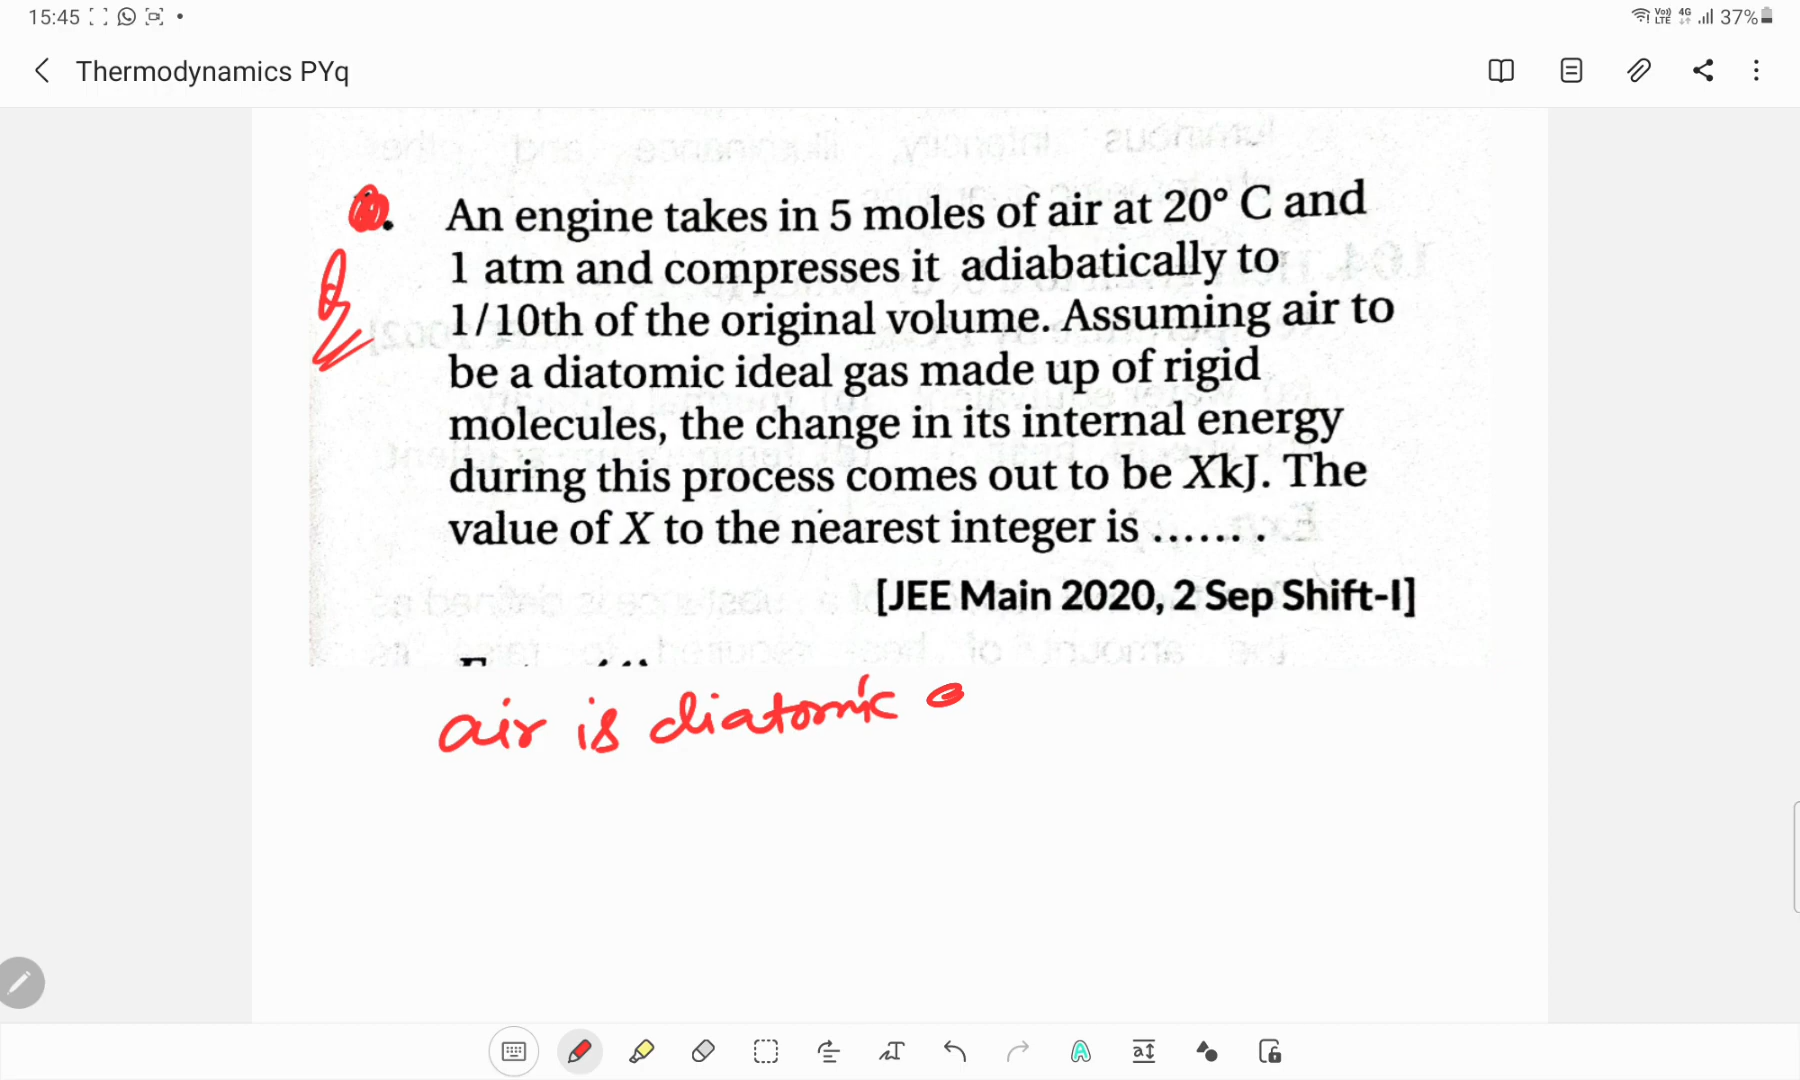 15:45
Vo)) LTE 4G 37%
Thermodynamics PYq
An engine takes in 5 moles of air at 20° C and
1 atm and compresses it adiabatically to
1/10th of the original volume. Assuming air to
be a diatomic ideal gas made up of rigid
molecules, the change in its internal energy
during this process comes out to be XkJ. The
value of X to the nearest integer is .......
[JEE Main 2020, 2 Sep Shift-I]
air is diatomic